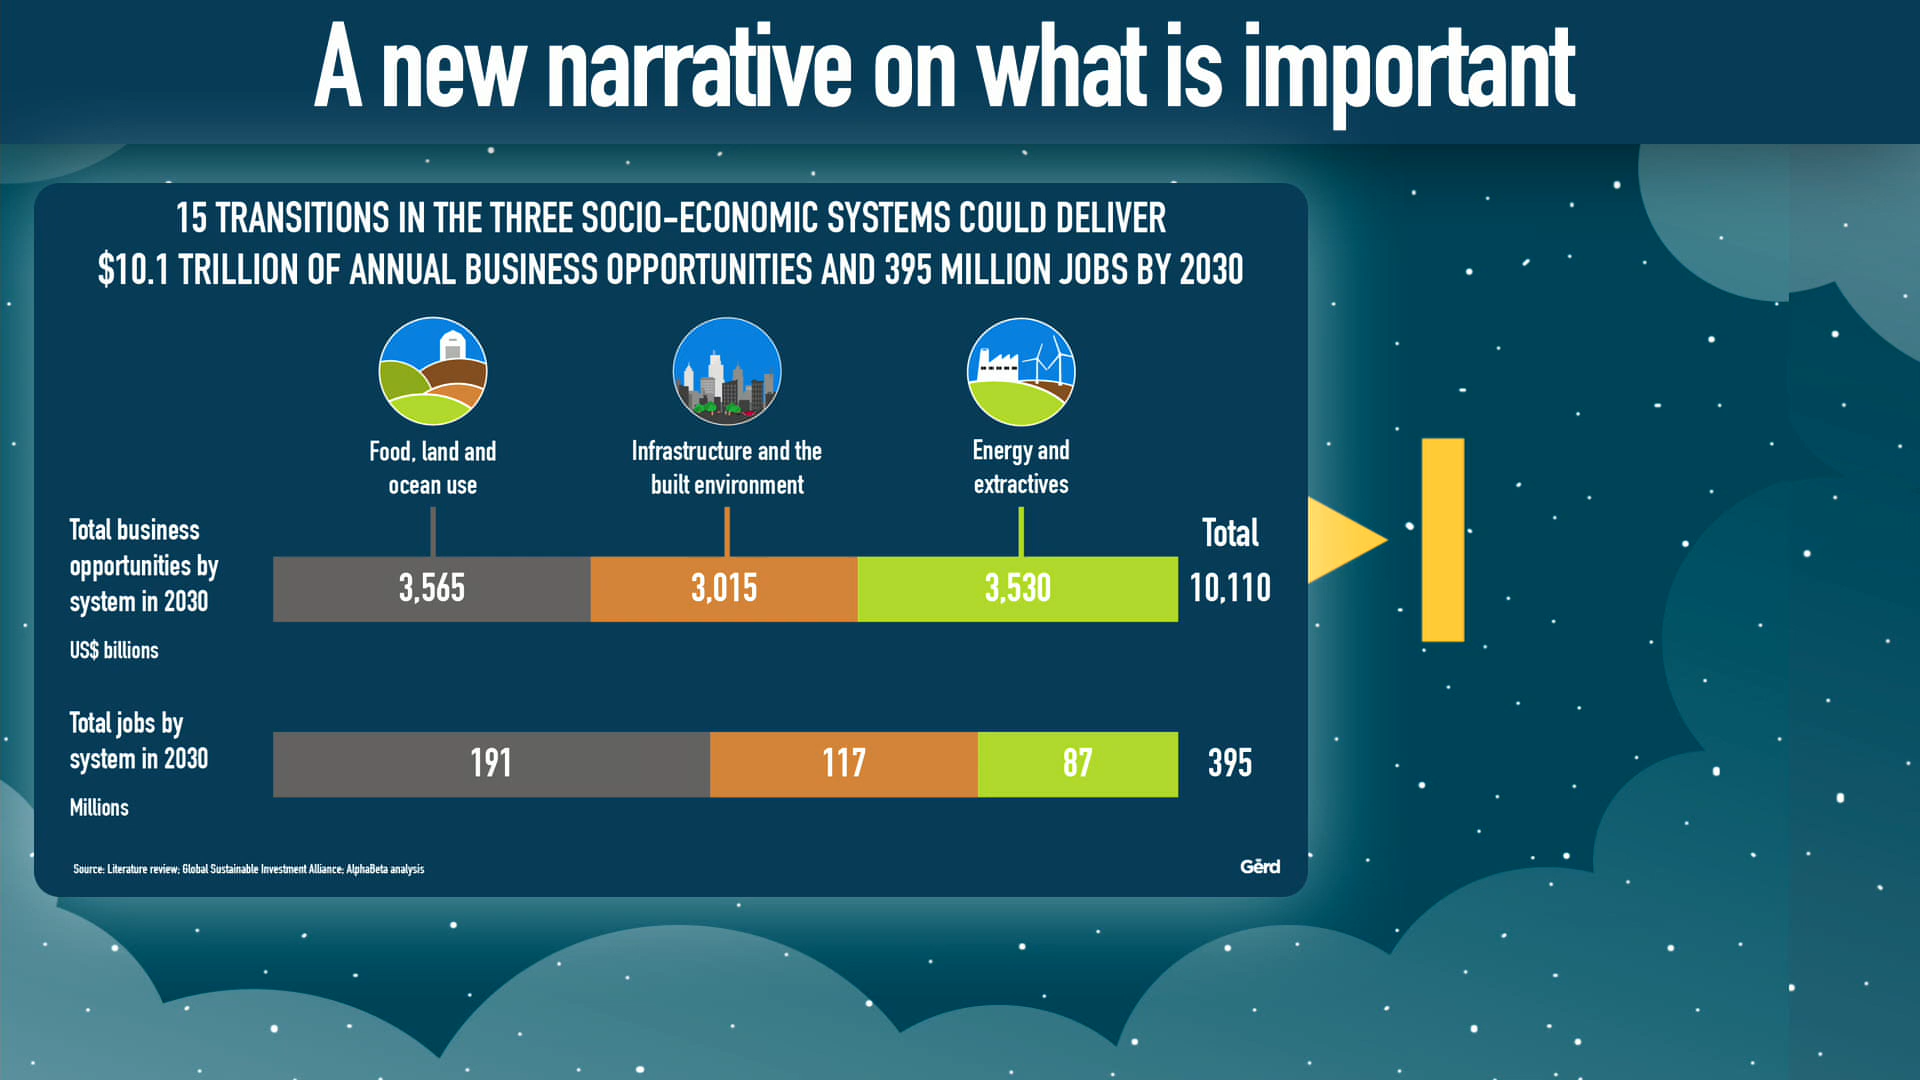 A new narrative on what is important
15 TRANSITIONS IN THE THREE SOCIO-ECONOMIC SYSTEMS COULD DELIVER
$10.1 TRILLION OF ANNUAL BUSINESS OPPORTUNITIES AND 395 MILLION JOBS BY 2030
Food, land and
ocean use
Infrastructure and the
built environment
Energy and
extractives
Total business
opportunities by
system in 2030
US$ billions
3,565
3,015
3,530
Total
10,110
Total jobs by
system in 2030
Millions
191
117
87
395
Source: Literature review; Global Sustainable Investment Alliance; AlphaBeta analysis
Gėrd